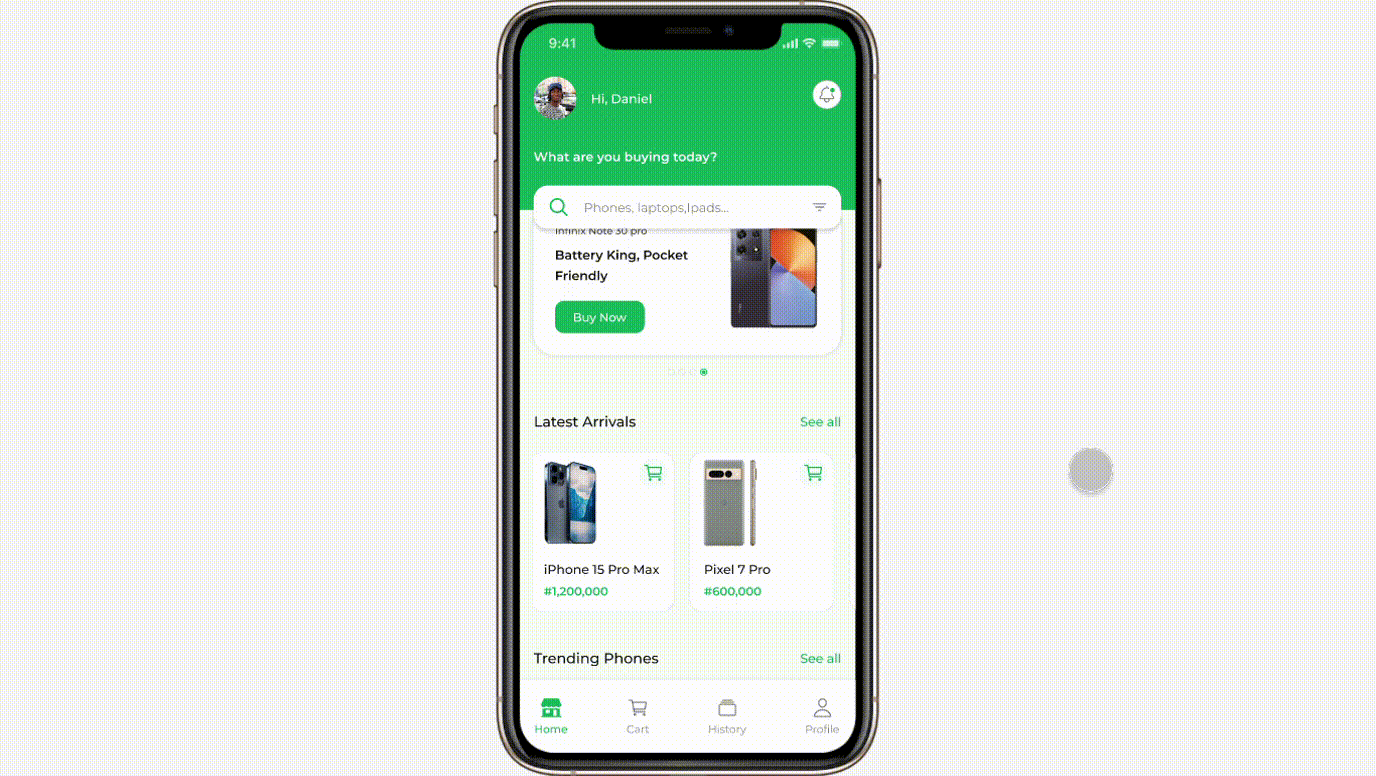 9:41
Hi, Daniel
What are you buying today?
Phones, laptops,Ipads...
Infinix Note 30 pro
Battery King, Pocket
Friendly
Buy Now
Latest Arrivals
See all
iPhone 15 Pro Max
#1,200,000
Pixel 7 Pro
#600,000
Trending Phones
See all
Home
Cart
History
Profile